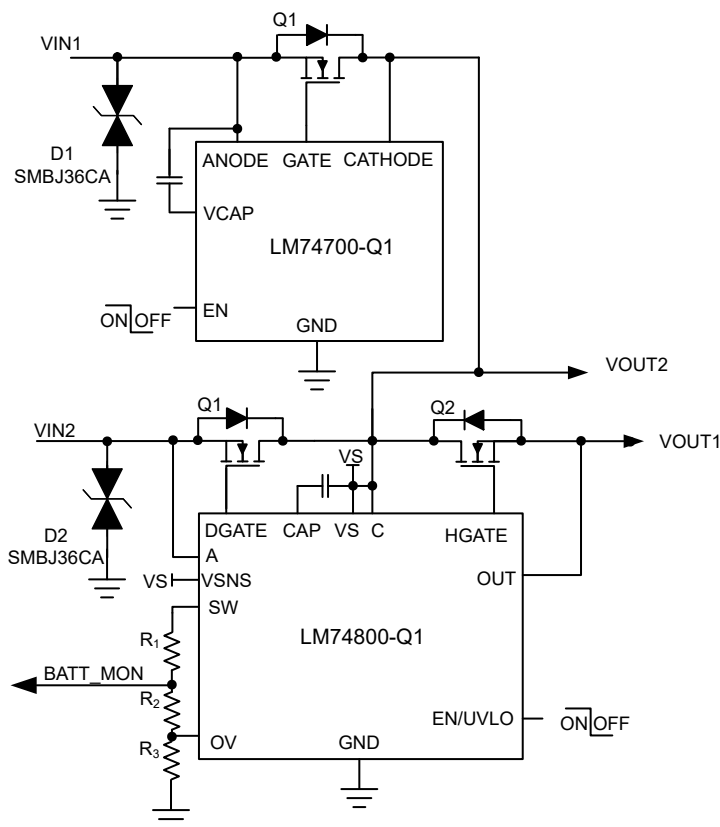 Q1
VIN1
D1
SMBJ36CA
ANODE GATE CATHODE
VCAP
LM74700-Q1
EN
ON OFF
GND
VOUT2
Q1
Q2
VIN2
VOUT1
VS
D2
SMBJ36CA
DGATE CAP VS C HGATE
A
OUT
VS
VSNS
SW
R1
LM74800-Q1
BATT_MON
R2
EN/UVLO
ON OFF
R3
OV
GND